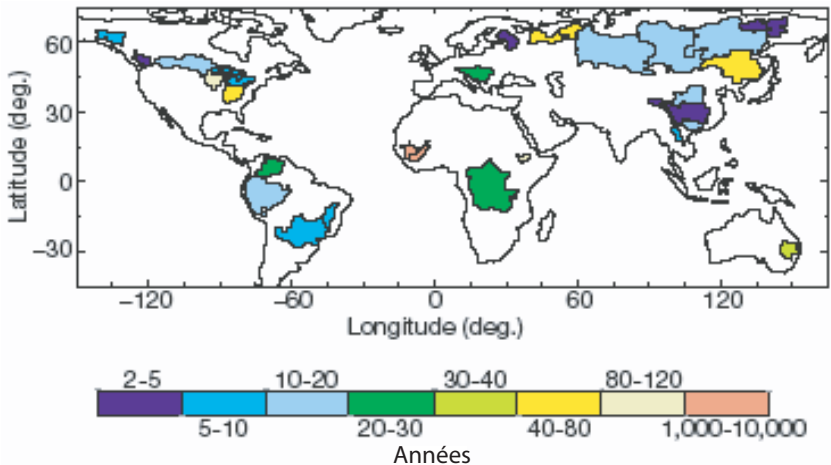 60
30
0
−30
Latitude (deg.)
−120 −60 0 60 120
Longitude (deg.)
2-5 10-20 30-40 80-120
5-10 20-30 40-80 1,000-10,000
Années